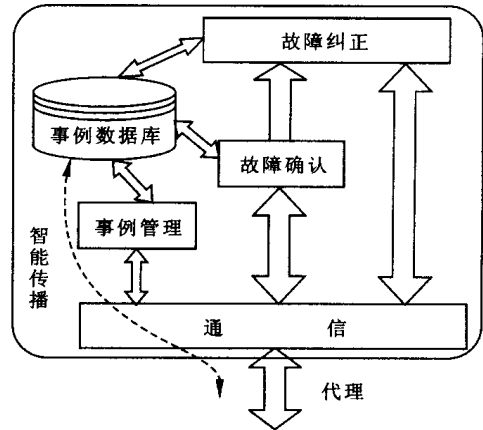 故障纠正
事例数据库
故障确认
事例管理
智能传播
通 信
代理